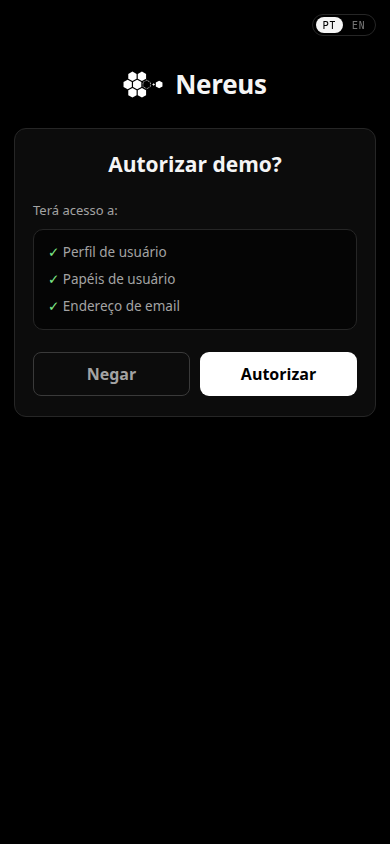 PT EN
Nereus
Autorizar demo?
Terá acesso a:
✓ Perfil de usuário
✓ Papéis de usuário
✓ Endereço de email
Negar
Autorizar